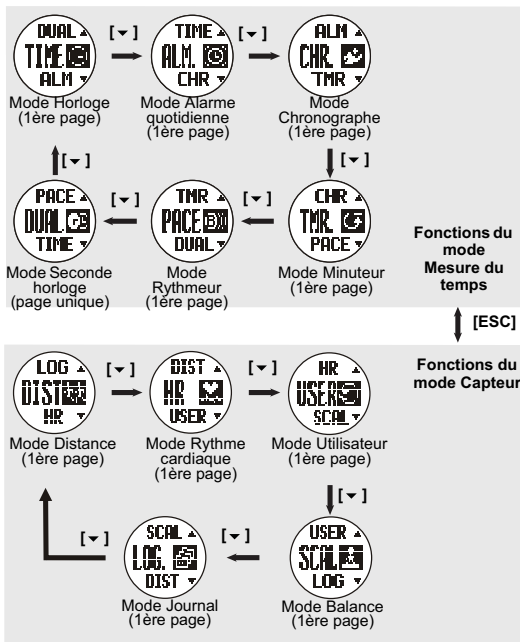 DUAL ▲
TIME
ALM ▼
[▼]
TIME ▲
ALM.
CHR ▼
[▼]
ALM ▲
CHR.
TMR ▼
Mode Horloge
(1ère page)
Mode Alarme
quotidienne
(1ère page)
Mode
Chronographe
(1ère page)
[▼]
[▼]
PACE ▲
DUAL
TIME ▼
[▼]
TMR ▲
PACE
DUAL ▼
[▼]
CHR ▲
TMR.
PACE ▼
Mode Seconde
horloge
(page unique)
Mode
Rythmeur
(1ère page)
Mode Minuteur
(1ère page)
Fonctions du
mode
Mesure du
temps
[ESC]
Fonctions du
mode Capteur
LOG ▲
DIST
HR ▼
[▼]
DIST ▲
HR
USER ▼
[▼]
HR ▲
USER
SCAL ▼
Mode Distance
(1ère page)
Mode Rythme
cardiaque
(1ère page)
Mode Utilisateur
(1ère page)
[▼]
[▼]
SCAL ▲
LOG.
DIST ▼
[▼]
USER ▲
SCAL
LOG ▼
Mode Journal
(1ère page)
Mode Balance
(1ère page)